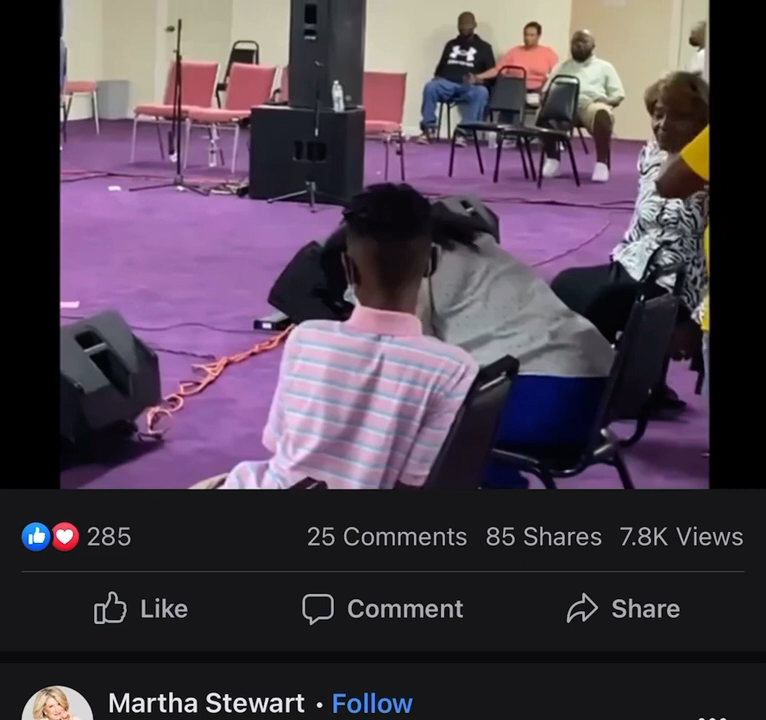 285
25 Comments 85 Shares 7.8K Views
Like
Comment
Share
Martha Stewart • Follow